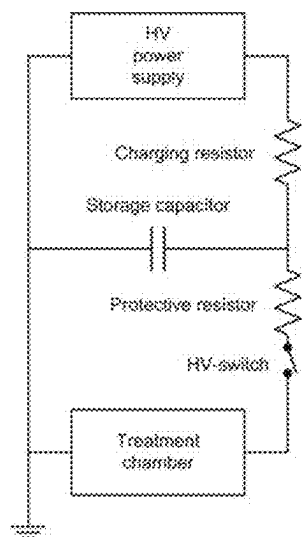 HV
power
supply
Charging resistor
Storage capacitor
Protective resistor
HV-switch
Treatment
chamber